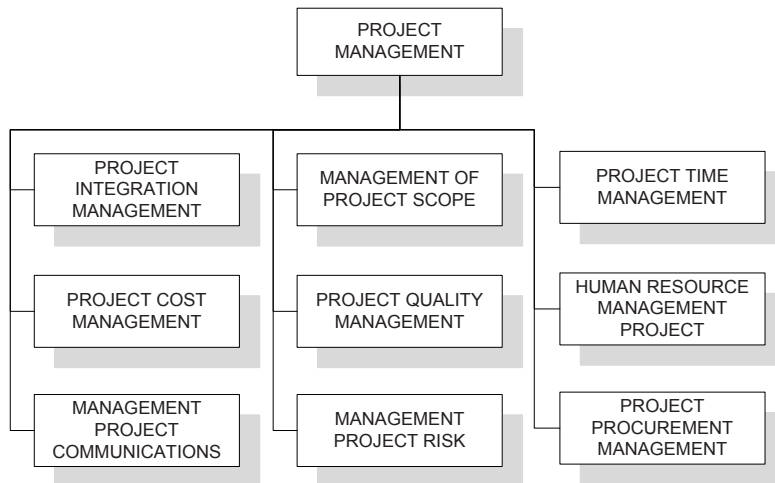 PROJECT
MANAGEMENT
PROJECT
INTEGRATION
MANAGEMENT
MANAGEMENT OF
PROJECT SCOPE
PROJECT TIME
MANAGEMENT
PROJECT COST
MANAGEMENT
PROJECT QUALITY
MANAGEMENT
HUMAN RESOURCE
MANAGEMENT
PROJECT
MANAGEMENT
PROJECT
COMMUNICATIONS
MANAGEMENT
PROJECT RISK
PROJECT
PROCUREMENT
MANAGEMENT